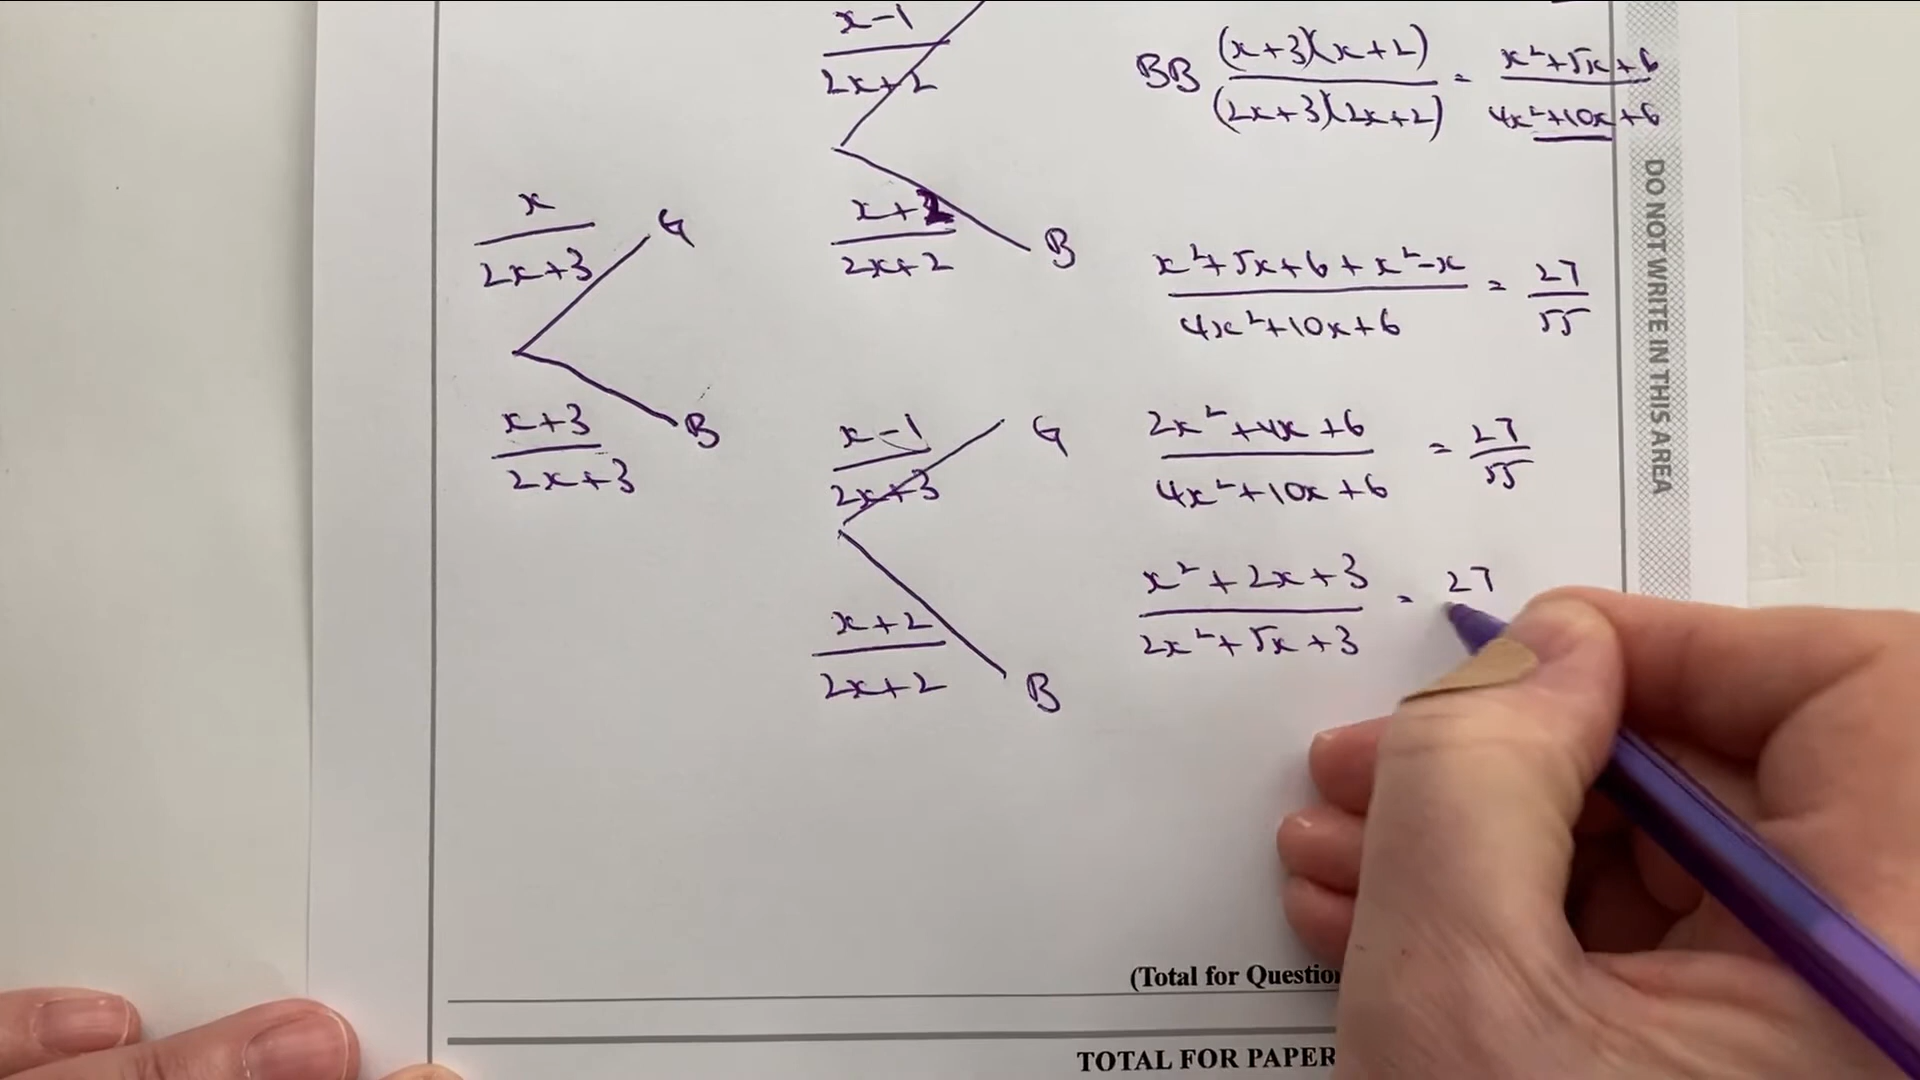 x-1
2x+2
x+2
2x+2
B
x
2x+3
G
x+3
2x+3
B
x-1
2x+3
G
x+2
2x+2
B
BB (x+3)(x+2) = x²+5x+6
(2x+3)(2x+2) 4x²+10x+6
x²+5x+6+x²-x = 27
4x²+10x+6 55
2x²+4x+6 = 27
4x²+10x+6 55
x²+2x+3 = 27
2x²+5x+3
DO NOT WRITE IN THIS AREA
(Total for Question
TOTAL FOR PAPER